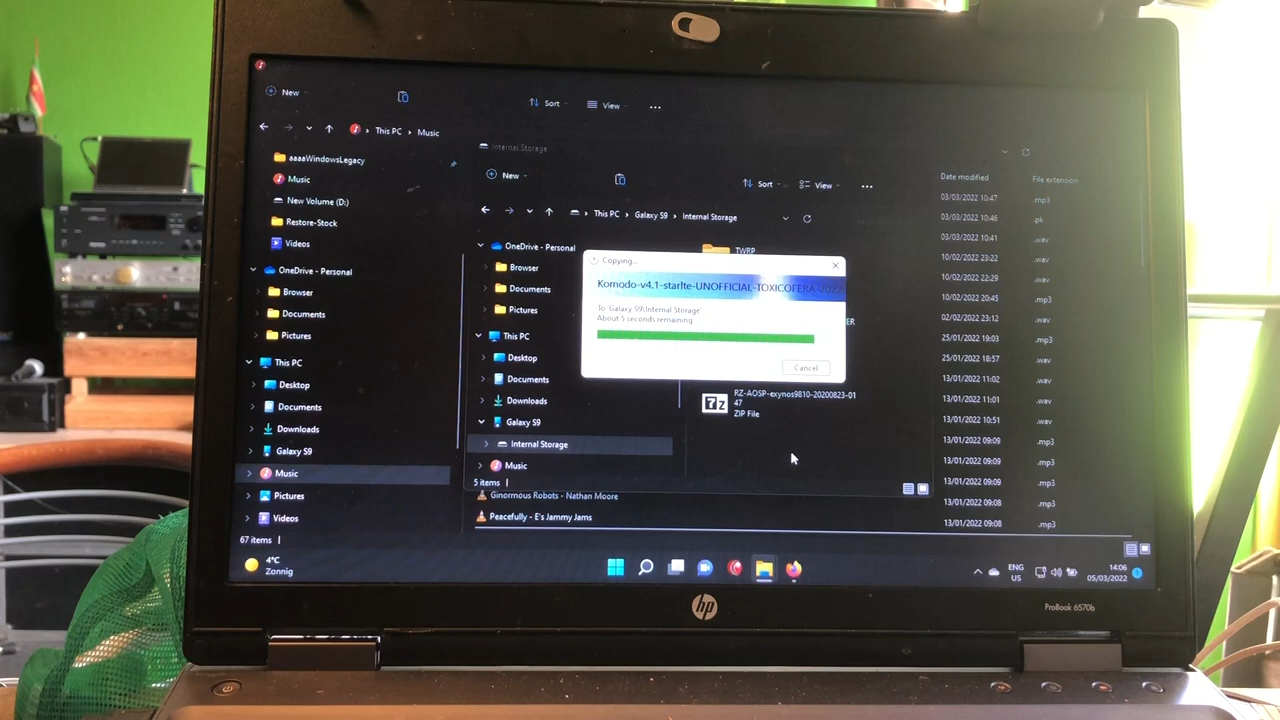 New
Sort
View
...
This PC > Music
aaaaWindowsLegacy
Music
New Volume (D:)
Restore-Stock
Videos
OneDrive - Personal
Browser
Documents
Pictures
This PC
Desktop
Documents
Downloads
Galaxy S9
Music
Pictures
Videos
67 items
Internal Storage
New
Sort
View
...
This PC > Galaxy S9 > Internal Storage
OneDrive - Personal
Browser
Documents
Pictures
This PC
Desktop
Documents
Downloads
Galaxy S9
Internal Storage
Music
5 items
TWRP
ER
RZ-AOSP-exynos9810-20200823-01
47
ZIP File
7z
Copying...
Komodo-v4.1-starlte-UNOFFICIAL-TOXICOFERA-2022
To 'Galaxy S9\Internal Storage'
About 5 seconds remaining
Cancel
Ginormous Robots - Nathan Moore
Peacefully - E's Jammy Jams
Date modified File extension
03/03/2022 10:47 .mp3
03/03/2022 10:46 .pk
03/03/2022 10:41 .wav
10/02/2022 23:22 .wav
10/02/2022 22:29 .wav
10/02/2022 20:45 .mp3
02/02/2022 23:12 .wav
25/01/2022 19:03 .mp3
25/01/2022 18:57 .wav
13/01/2022 11:02 .wav
13/01/2022 11:01 .wav
13/01/2022 10:51 .wav
13/01/2022 09:09 .mp3
13/01/2022 09:09 .mp3
13/01/2022 09:09 .mp3
13/01/2022 09:08 .mp3
13/01/2022 09:08 .mp3
4°C
Zonnig
ENG
US
14:06
05/03/2022
1
hp
ProBook 6570b